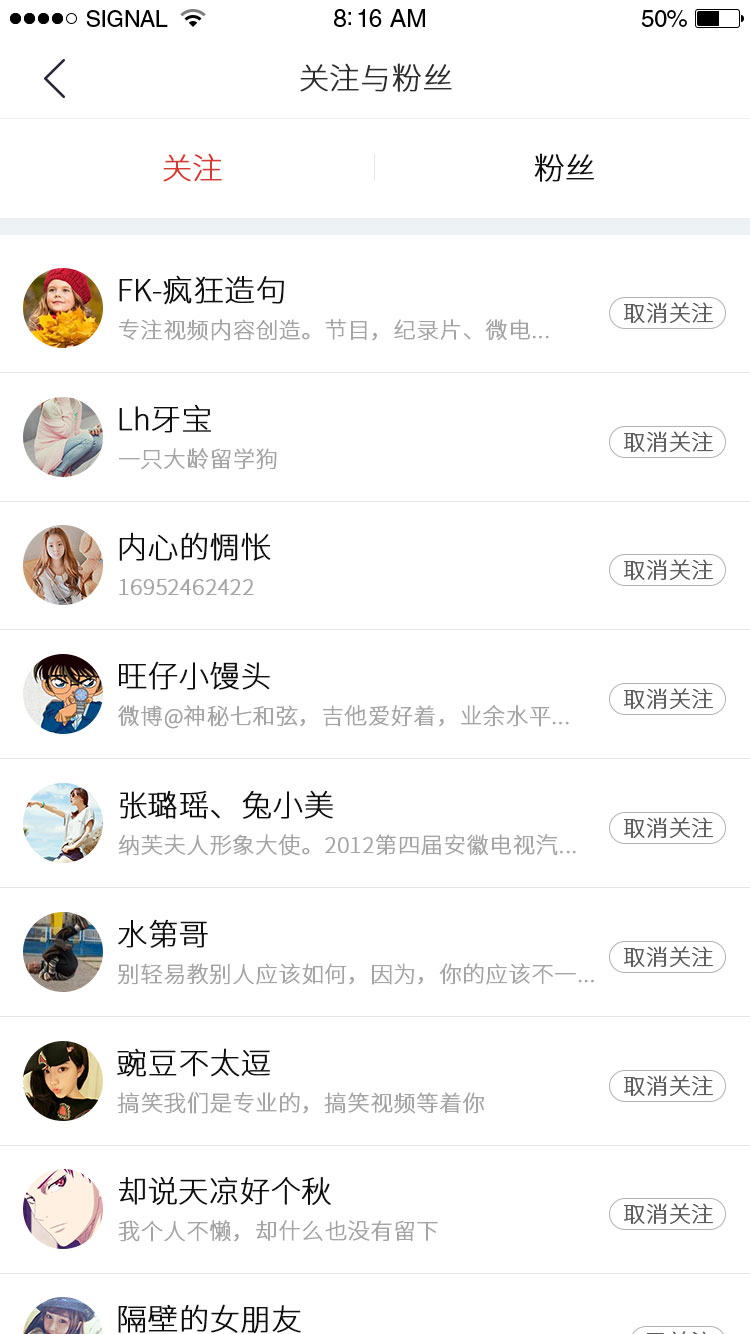 SIGNAL 8:16 AM 50%
关注与粉丝
关注 粉丝
FK-疯狂造句
专注视频内容创造。节目，纪录片、微电...
取消关注
Lh牙宝
一只大龄留学狗
取消关注
内心的惆怅
16952462422
取消关注
旺仔小馒头
微博@神秘七和弦，吉他爱好着，业余水平...
取消关注
张璐瑶、兔小美
纳芙夫人形象大使。2012第四届安徽电视汽...
取消关注
水第哥
别轻易教别人应该如何，因为，你的应该不一...
取消关注
豌豆不太逗
搞笑我们是专业的，搞笑视频等着你
取消关注
却说天凉好个秋
我个人不懒，却什么也没有留下
取消关注
隔壁的女朋友